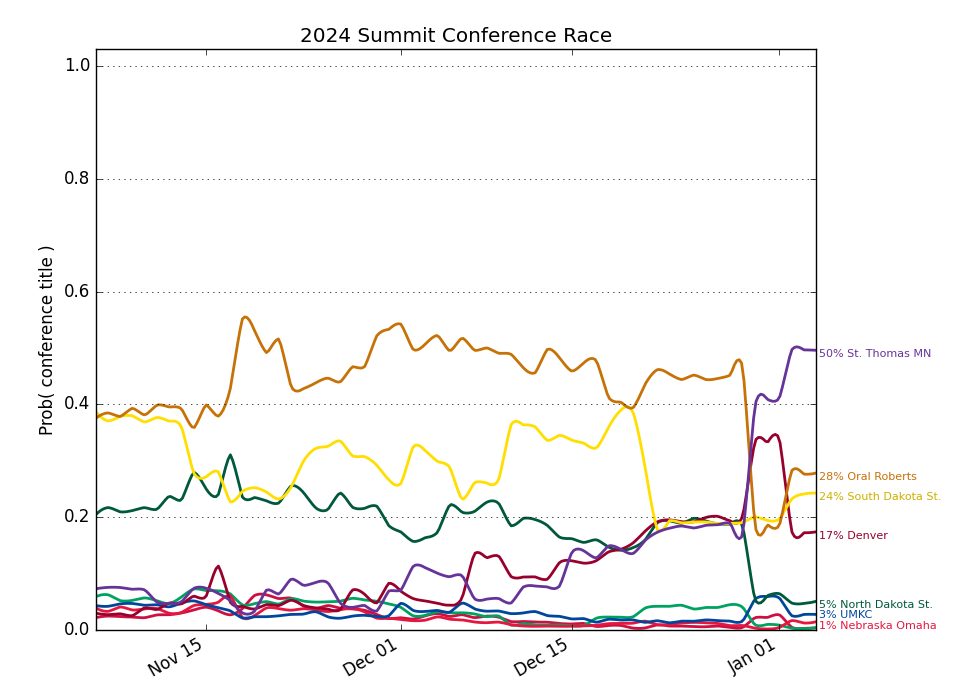 2024 Summit Conference Race
Prob( conference title )
1.0
0.8
0.6
0.4
0.2
0.0
Nov 15
Dec 01
Dec 15
Jan 01
50% St. Thomas MN
28% Oral Roberts
24% South Dakota St.
17% Denver
5% North Dakota St.
3% UMKC
1% Nebraska Omaha